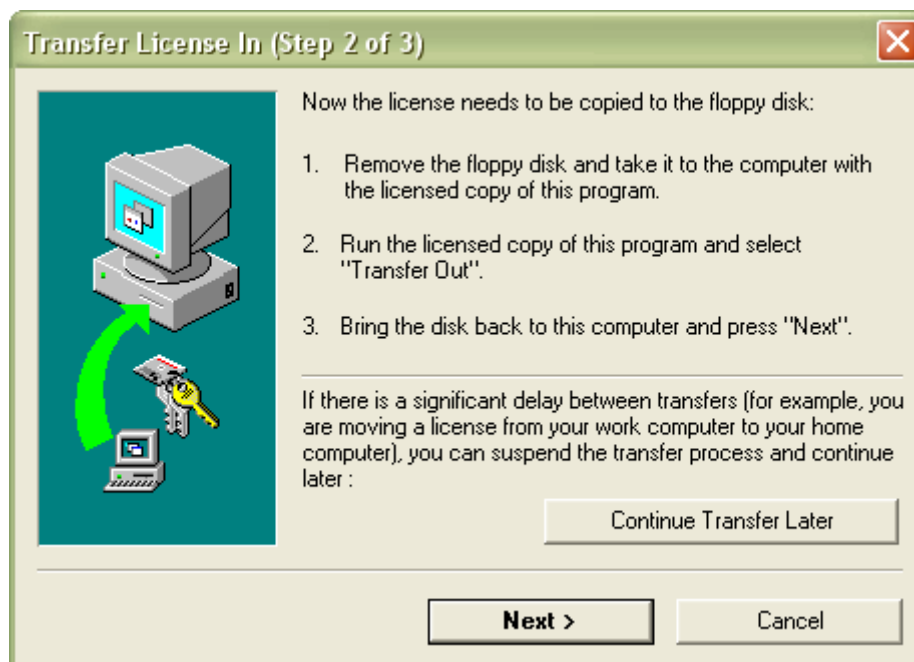 Transfer License In (Step 2 of 3)
Now the license needs to be copied to the floppy disk:
1. Remove the floppy disk and take it to the computer with
the licensed copy of this program.
2. Run the licensed copy of this program and select
"Transfer Out".
3. Bring the disk back to this computer and press "Next".
If there is a significant delay between transfers (for example, you
are moving a license from your work computer to your home
computer), you can suspend the transfer process and continue
later :
Continue Transfer Later
Next >
Cancel